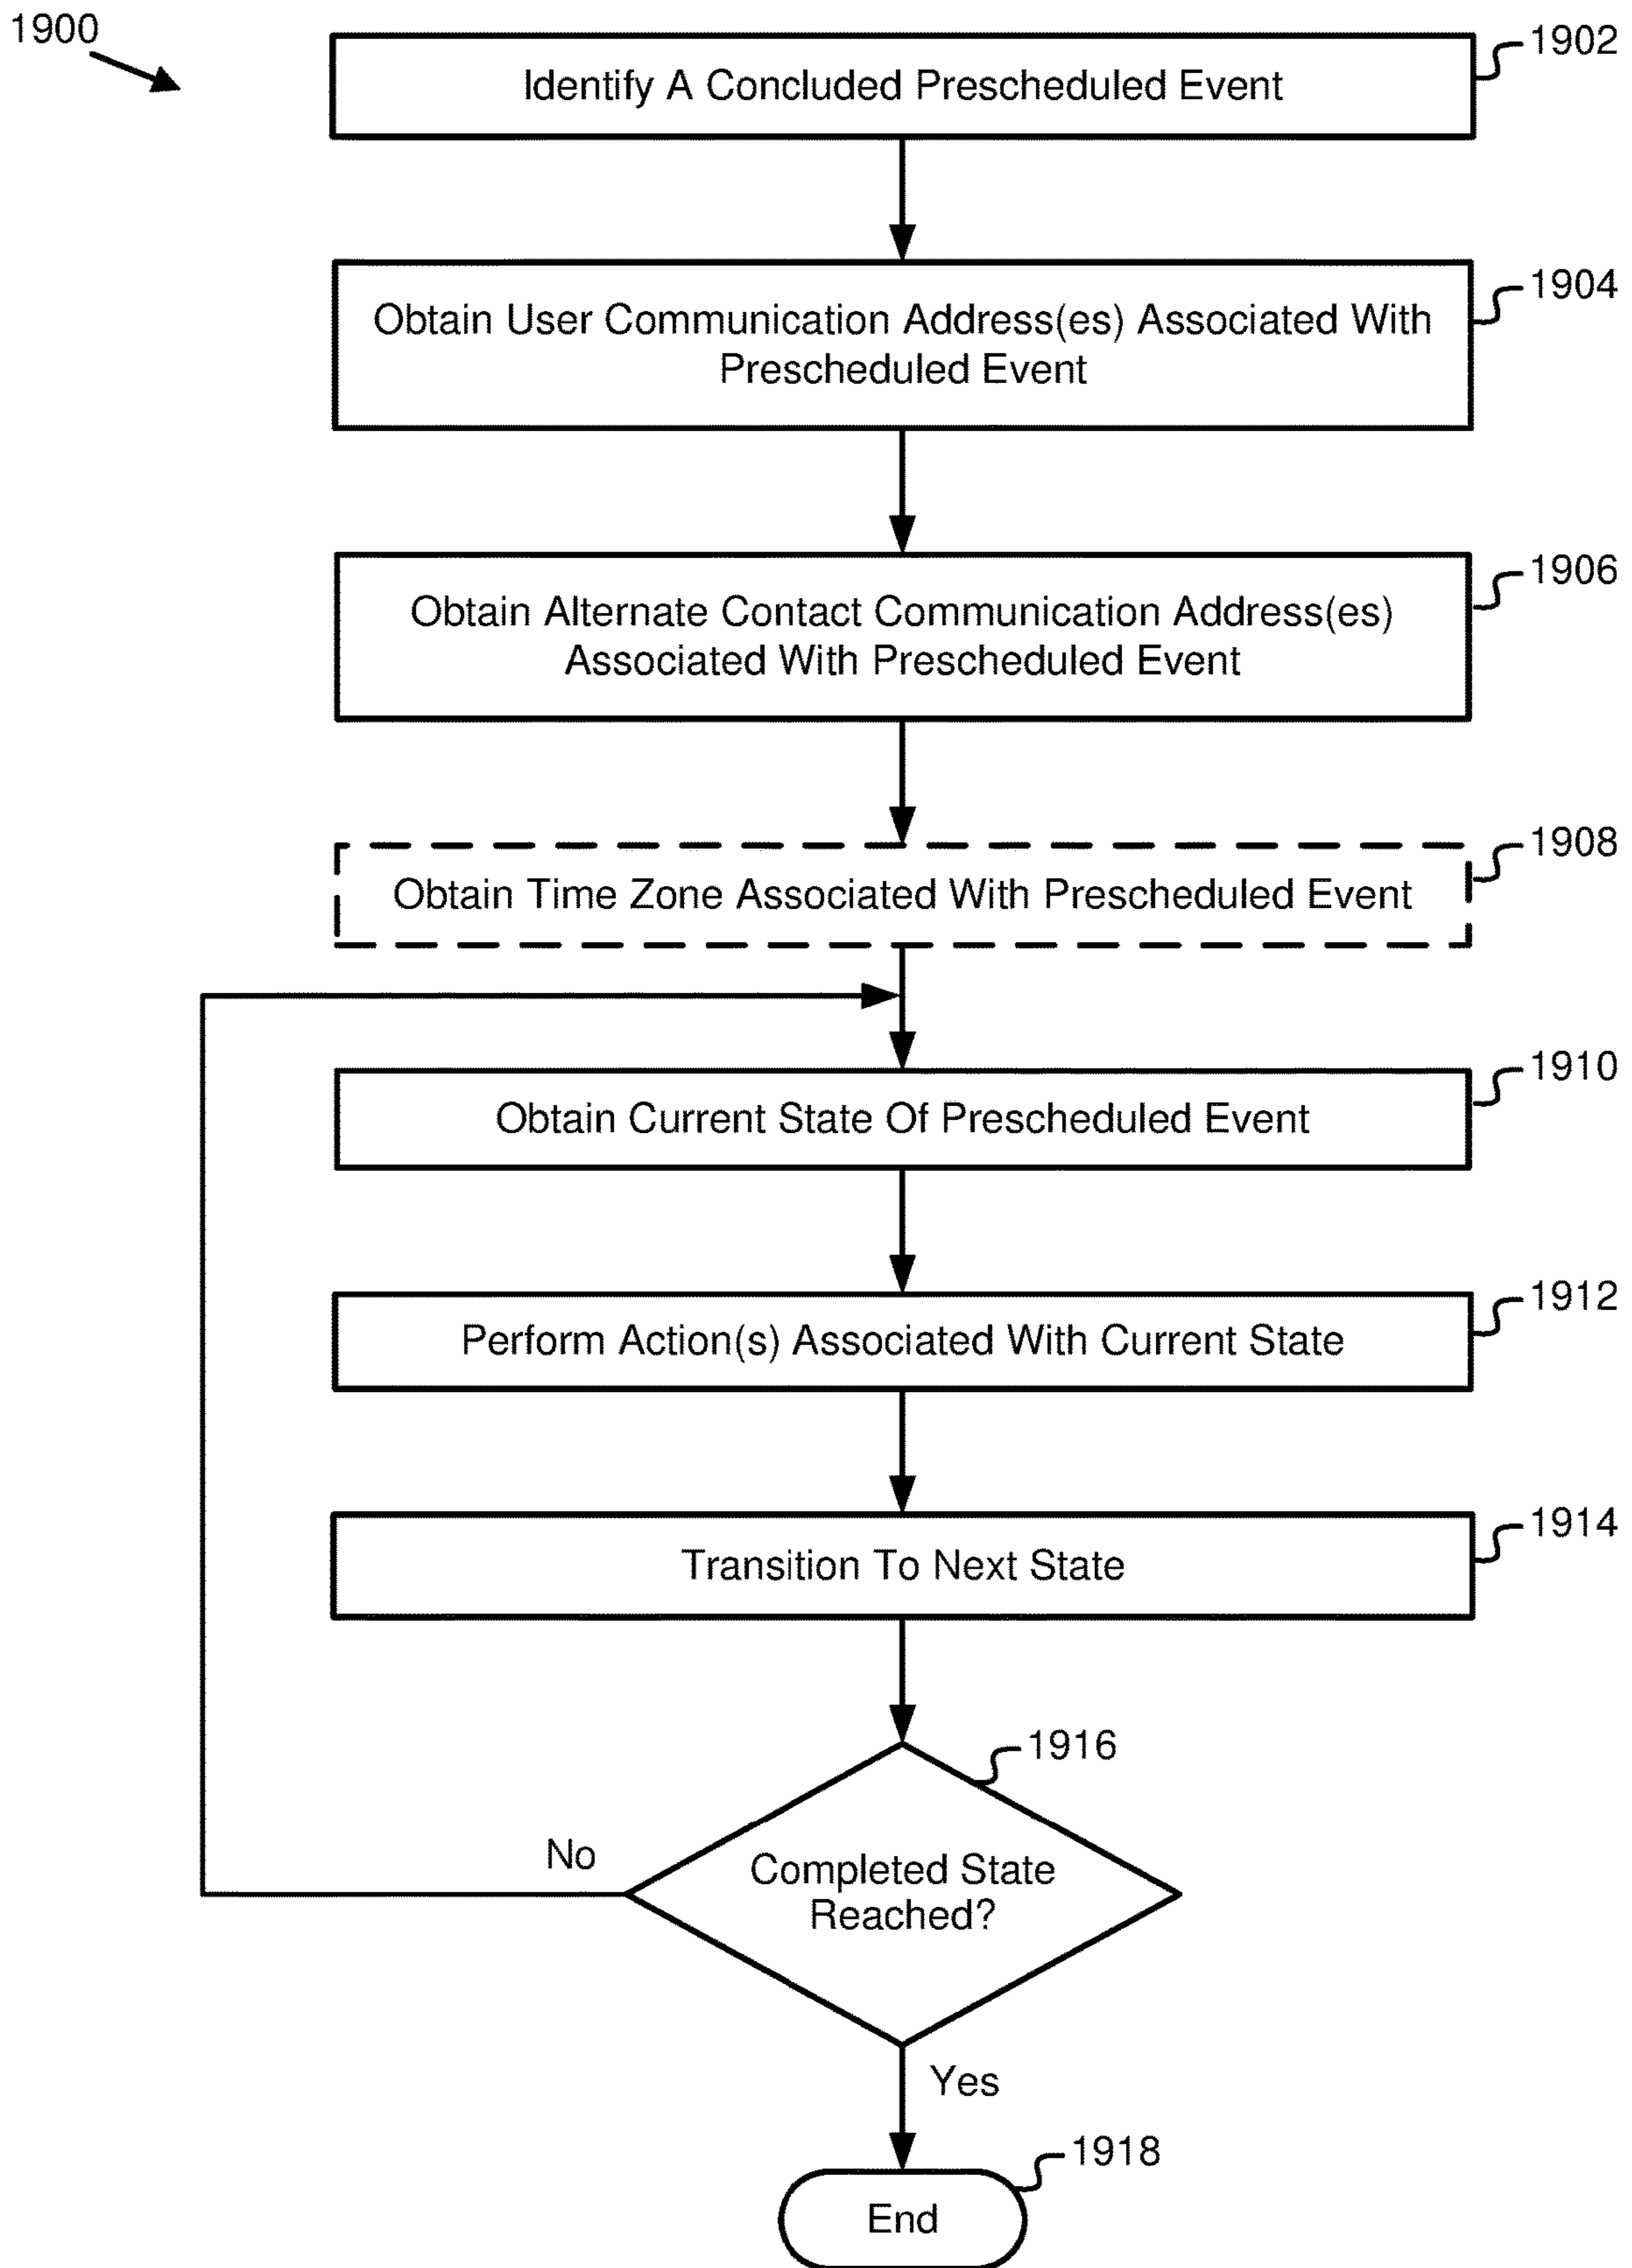 1900
1902
Identify A Concluded Prescheduled Event
1904
Obtain User Communication Address(es) Associated With
Prescheduled Event
1906
Obtain Alternate Contact Communication Address(es)
Associated With Prescheduled Event
1908
Obtain Time Zone Associated With Prescheduled Event
1910
Obtain Current State Of Prescheduled Event
1912
Perform Action(s) Associated With Current State
1914
Transition To Next State
1916
No
Completed State
Reached?
Yes
1918
End